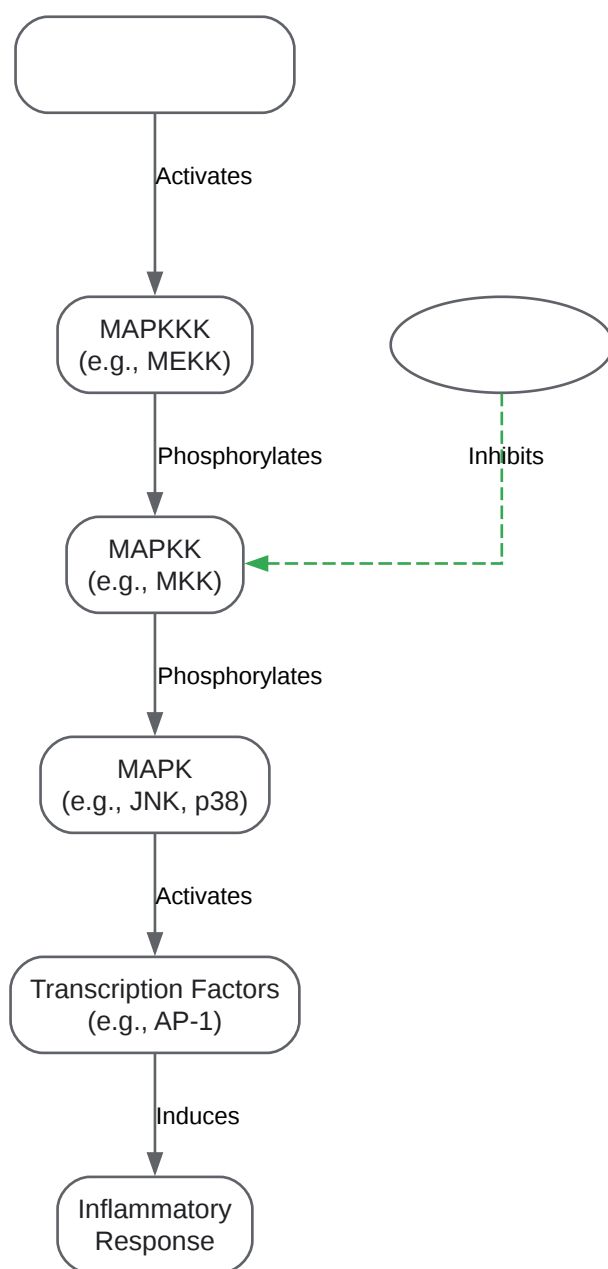 Activates
MAPKKK
(e.g., MEKK)
Phosphorylates
Inhibits
MAPKK
(e.g., MKK)
Phosphorylates
MAPK
(e.g., JNK, p38)
Activates
Transcription Factors
(e.g., AP-1)
Induces
Inflammatory
Response